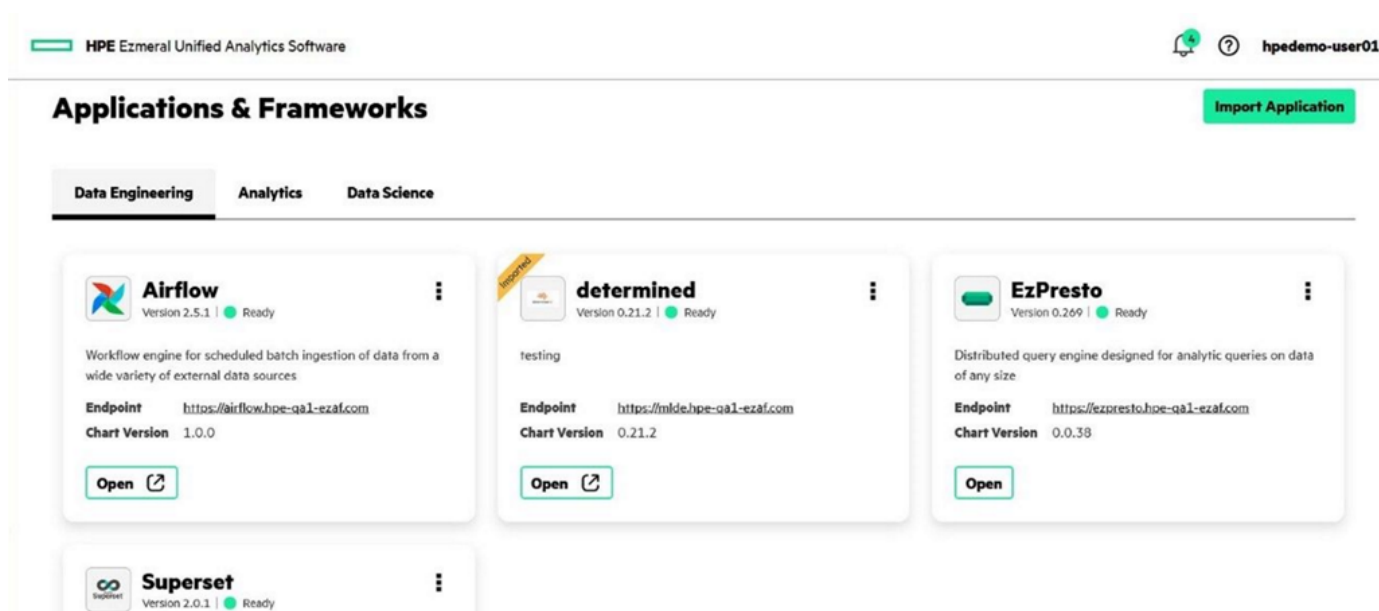 HPE Ezmeral Unified Analytics Software
4
hpedemo-user01
Applications & Frameworks
Import Application
Data Engineering
Analytics
Data Science
Airflow
Version 2.5.1 | Ready
Workflow engine for scheduled batch ingestion of data from a
wide variety of external data sources
Endpoint https://airflow.hpe-qa1-ezaf.com
Chart Version 1.0.0
Open
Imported
determined
Version 0.21.2 | Ready
testing
Endpoint https://mlde.hpe-qa1-ezaf.com
Chart Version 0.21.2
Open
EzPresto
Version 0.269 | Ready
Distributed query engine designed for analytic queries on data
of any size
Endpoint https://ezpresto.hpe-qa1-ezaf.com
Chart Version 0.0.38
Open
Superset
Superset
Version 2.0.1 | Ready